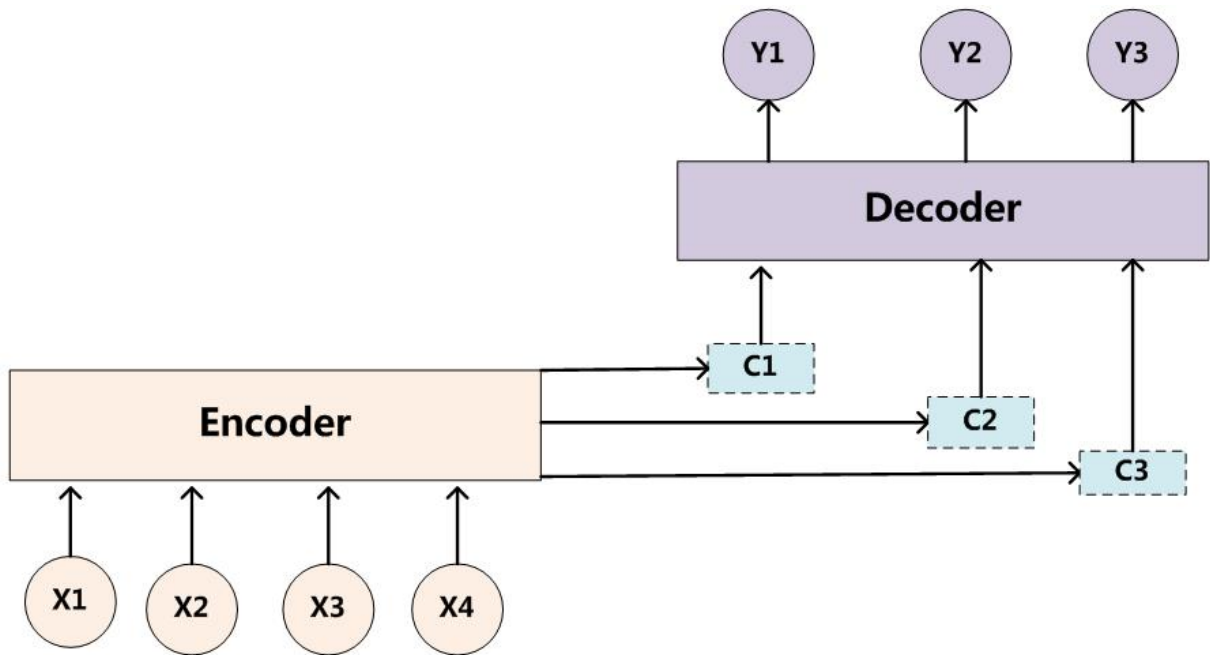 Y1
Y2
Y3
Decoder
C1
Encoder
C2
C3
X1
X2
X3
X4